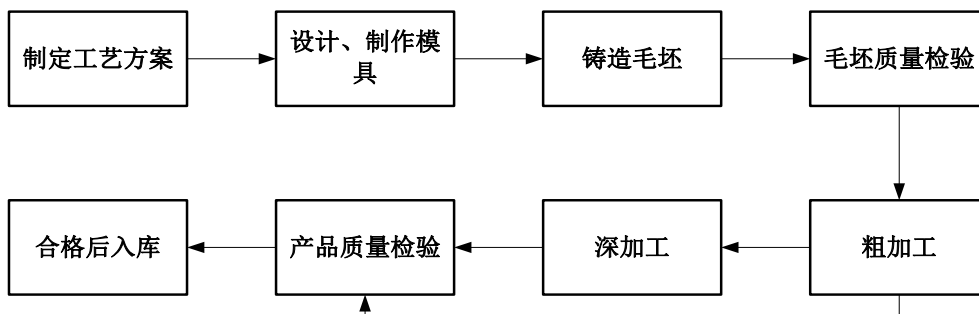 制定工艺方案
设计、制作模
具
铸造毛坯
毛坯质量检验
合格后入库
产品质量检验
深加工
粗加工